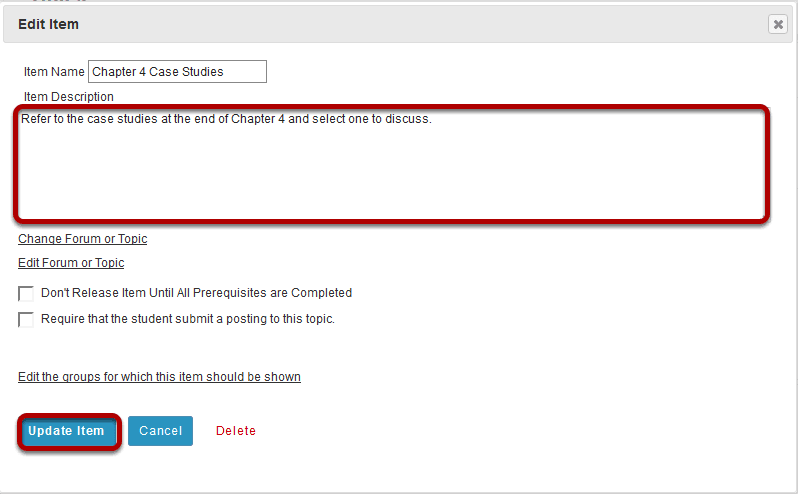 Edit Item
Item Name Chapter 4 Case Studies
Item Description
Refer to the case studies at the end of Chapter 4 and select one to discuss.
Change Forum or Topic
Edit Forum or Topic
Don't Release Item Until All Prerequisites are Completed
Require that the student submit a posting to this topic.
Edit the groups for which this item should be shown
Update Item Cancel Delete